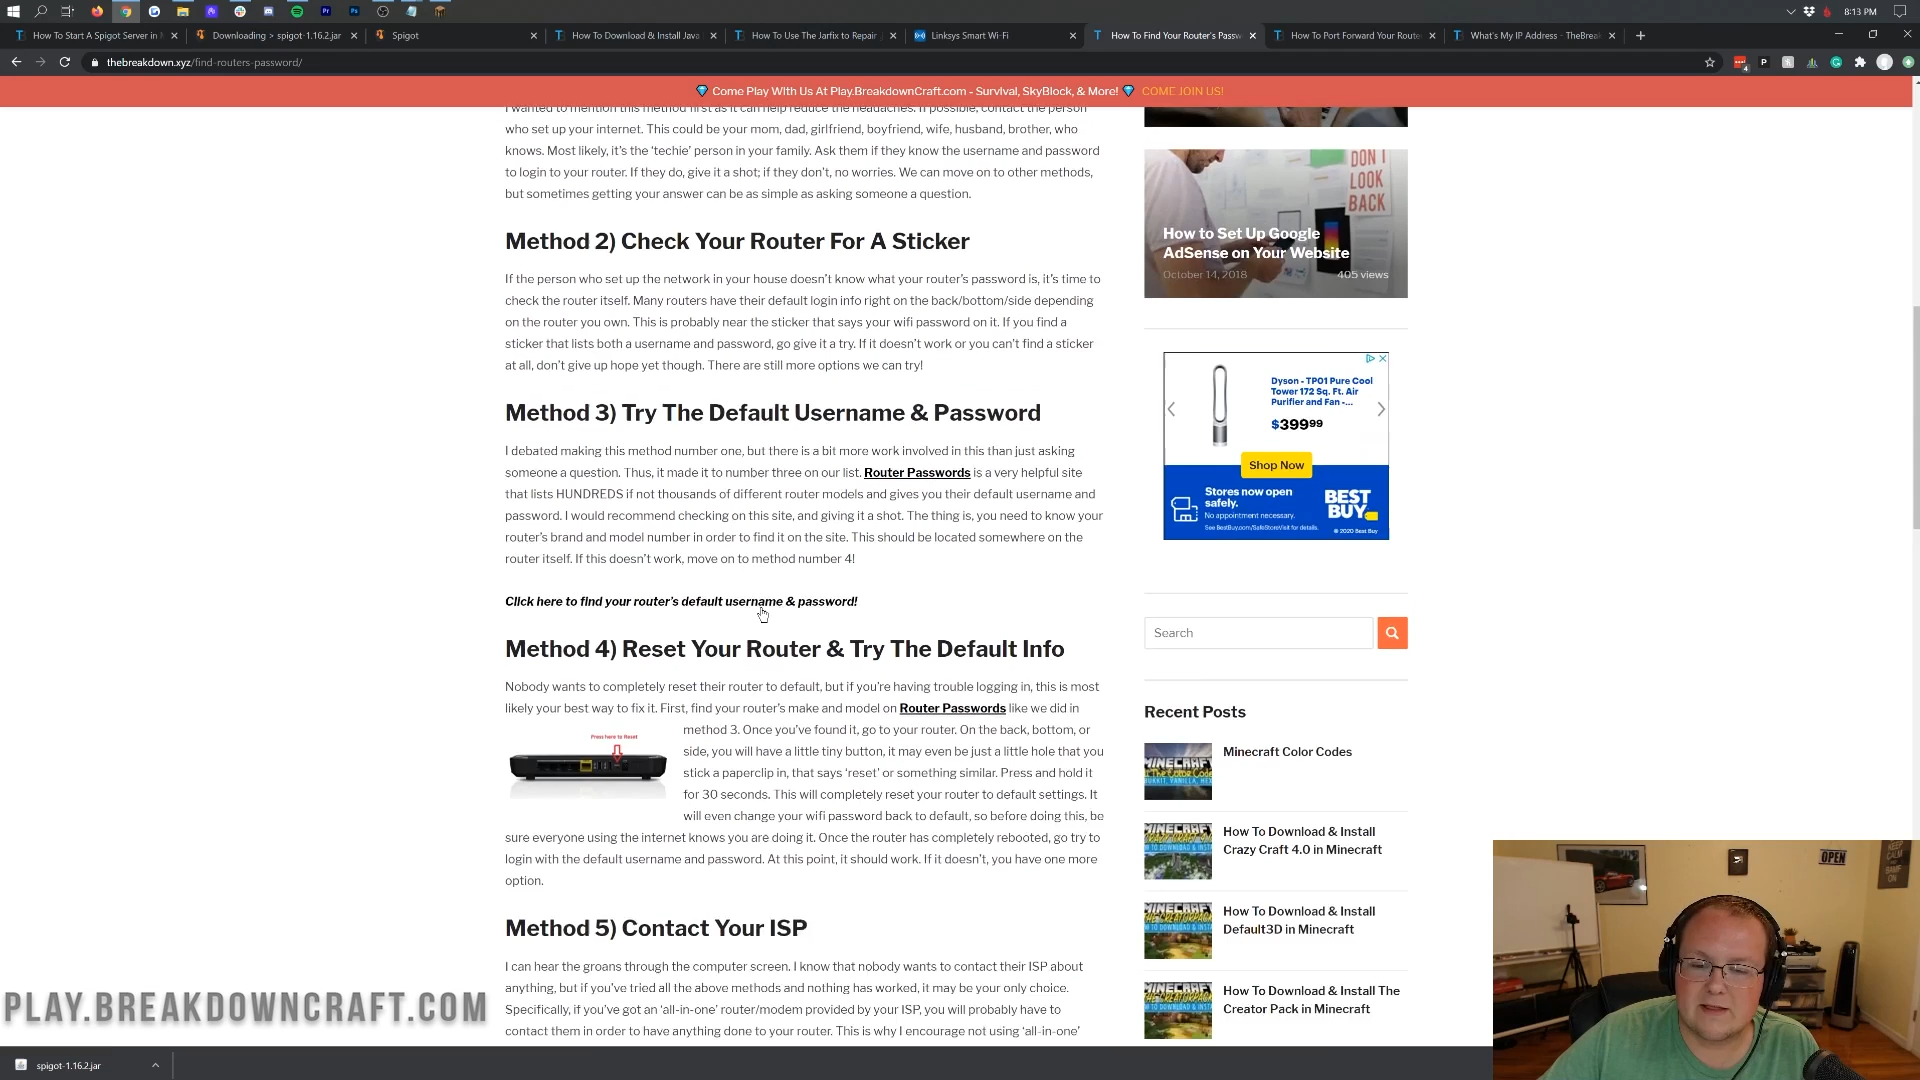 8:13 PM
How To Start A Spigot Server in
Downloading > spigot-1.16.2.jar
Spigot
How To Download & Install Java
How To Use The Jarfix to Repair
Linksys Smart Wi-Fi
How To Find Your Router's Passw
How To Port Forward Your Route
What's My IP Address - TheBreak
thebreakdown.xyz/find-routers-password/
Come Play With Us At Play.BreakdownCraft.com - Survival, SkyBlock, & More! COME JOIN US!
I wanted to mention this method first as it can help reduce the headaches. If possible, contact the person
who set up your internet. This could be your mom, dad, girlfriend, boyfriend, wife, husband, brother, who
knows. Most likely, it's the 'techie' person in your family. Ask them if they know the username and password
to login to your router. If they do, give it a shot; if they don't, no worries. We can move on to other methods,
but sometimes getting your answer can be as simple as asking someone a question.
Method 2) Check Your Router For A Sticker
If the person who set up the network in your house doesn't know what your router's password is, it's time to
check the router itself. Many routers have their default login info right on the back/bottom/side depending
on the router you own. This is probably near the sticker that says your wifi password on it. If you find a
sticker that lists both a username and password, go give it a try. If it doesn't work or you can't find a sticker
at all, don't give up hope yet though. There are still more options we can try!
Method 3) Try The Default Username & Password
I debated making this method number one, but there is a bit more work involved in this than just asking
someone a question. Thus, it made it to number three on our list. Router Passwords is a very helpful site
that lists HUNDREDS if not thousands of different router models and gives you their default username and
password. I would recommend checking on this site, and giving it a shot. The thing is, you need to know your
router's brand and model number in order to find it on the site. This should be located somewhere on the
router itself. If this doesn't work, move on to method number 4!
Click here to find your router's default username & password!
Method 4) Reset Your Router & Try The Default Info
Nobody wants to completely reset their router to default, but if you're having trouble logging in, this is most
likely your best way to fix it. First, find your router's make and model on Router Passwords like we did in
Press here to Reset
method 3. Once you've found it, go to your router. On the back, bottom, or
side, you will have a little tiny button, it may even be just a little hole that you
stick a paperclip in, that says 'reset' or something similar. Press and hold it
for 30 seconds. This will completely reset your router to default settings. It
will even change your wifi password back to default, so before doing this, be
sure everyone using the internet knows you are doing it. Once the router has completely rebooted, go try to
login with the default username and password. At this point, it should work. If it doesn't, you have one more
option.
Method 5) Contact Your ISP
I can hear the groans through the computer screen. I know that nobody wants to contact their ISP about
anything, but if you've tried all the above methods and nothing has worked, it may be your only choice.
Specifically, if you've got an 'all-in-one' router/modem provided by your ISP, you will probably have to
contact them in order to have anything done to your router. This is why I encourage not using 'all-in-one'
DON'T
LOOK
BACK
How to Set Up Google
AdSense on Your Website
October 14, 2018
405 views
Dyson - TP01 Pure Cool
Tower 172 Sq. Ft. Air
Purifier and Fan -...
$399.99
Shop Now
Stores now open
safely.
No appointment necessary.
See BestBuy.com/SafeStoreVisit for details.
BEST
BUY
© 2020 Best Buy
Search
Recent Posts
Minecraft Color Codes
How To Download & Install
Crazy Craft 4.0 in Minecraft
How To Download & Install
Default3D in Minecraft
How To Download & Install The
Creator Pack in Minecraft
OPEN
PLAY.BREAKDOWNCRAFT.COM
spigot-1.16.2.jar